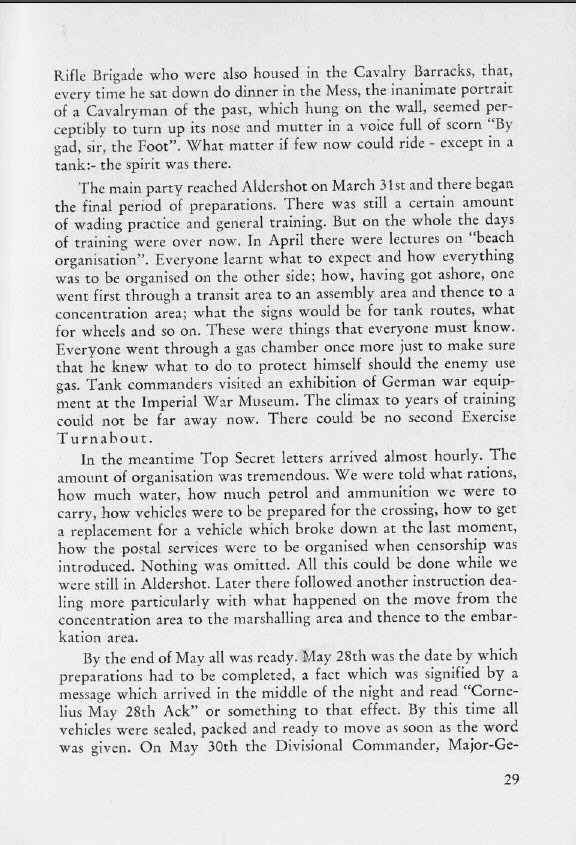 Rifle Brigade who were also housed in the Cavalry Barracks, that,
every time he sat down do dinner in the Mess, the inanimate portrait
of a Cavalryman of the past, which hung on the wall, seemed per-
ceptibly to turn up its nose and mutter in a voice full of scorn “By
gad, sir, the Foot”. What matter if few now could ride - except in a
tank:- the spirit was there.
The main party reached Aldershot on March 31st and there began
the final period of preparations. There was still a certain amount
of wading practice and general training. But on the whole the days
of training were over now. In April there were lectures on “beach
organisation”. Everyone learnt what to expect and how everything
was to be organised on the other side; how, having got ashore, one
went first through a transit area to an assembly area and thence to a
concentration area; what the signs would be for tank routes, what
for wheels and so on. These were things that everyone must know.
Everyone went through a gas chamber once more just to make sure
that he knew what to do to protect himself should the enemy use
gas. Tank commanders visited an exhibition of German war equip-
ment at the Imperial War Museum. The climax to years of training
could not be far away now. There could be no second Exercise
Turnabout.
In the meantime Top Secret letters arrived almost hourly. The
amount of organisation was tremendous. We were told what rations,
how much water, how much petrol and ammunition we were to
carry, how vehicles were to be prepared for the crossing, how to get
a replacement for a vehicle which broke down at the last moment,
how the postal services were to be organised when censorship was
introduced. Nothing was omitted. All this could be done while we
were still in Aldershot. Later there followed another instruction dea-
ling more particularly with what happened on the move from the
concentration area to the marshalling area and thence to the embar-
kation area.
By the end of May all was ready. May 28th was the date by which
preparations had to be completed, a fact which was signified by a
message which arrived in the middle of the night and read “Corne-
lius May 28th Ack” or something to that effect. By this time all
vehicles were sealed, packed and ready to move as soon as the word
was given. On May 30th the Divisional Commander, Major-Ge-
29